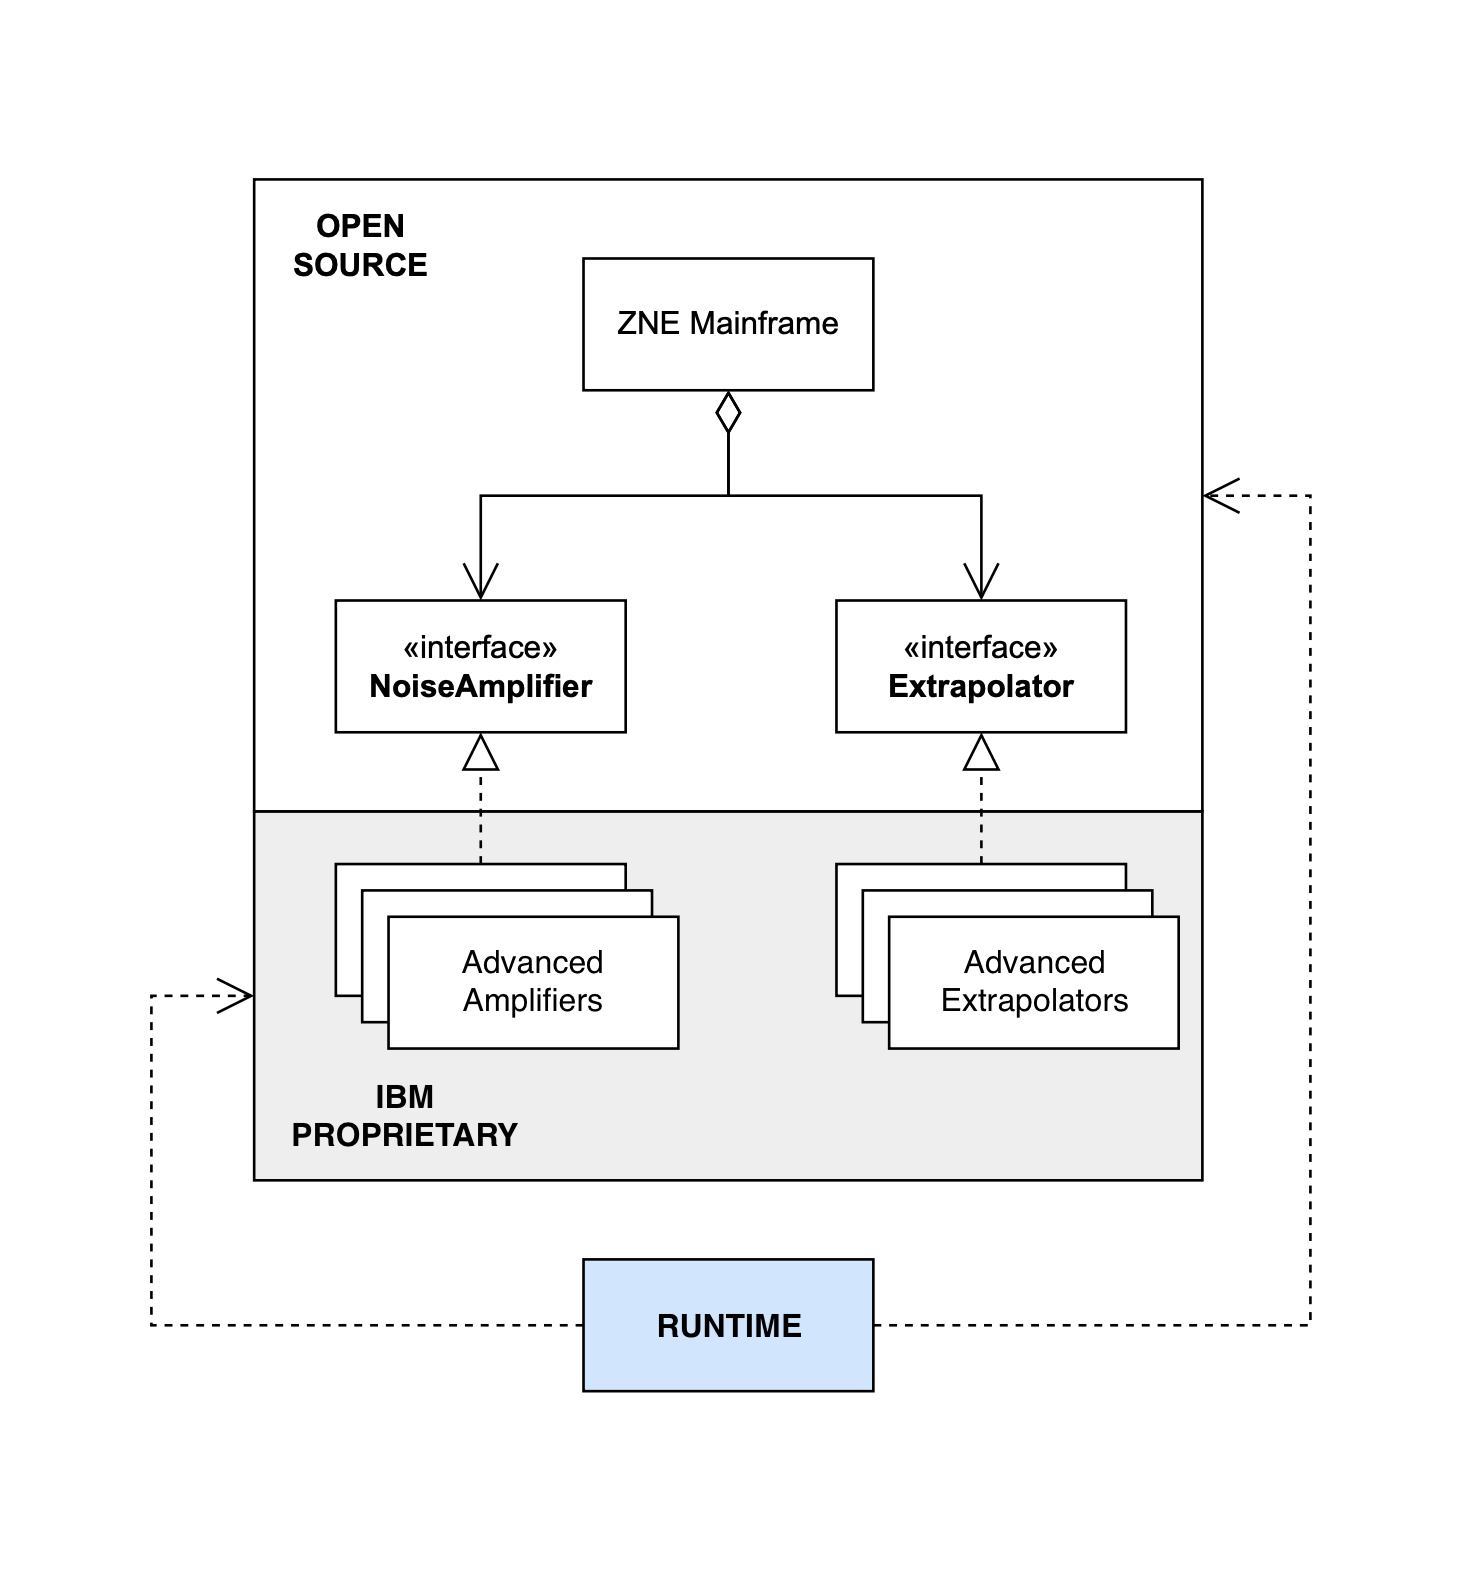 OPEN
SOURCE
ZNE Mainframe
«interface»
NoiseAmplifier
«interface»
Extrapolator
Advanced
Amplifiers
Advanced
Extrapolators
IBM
PROPRIETARY
RUNTIME